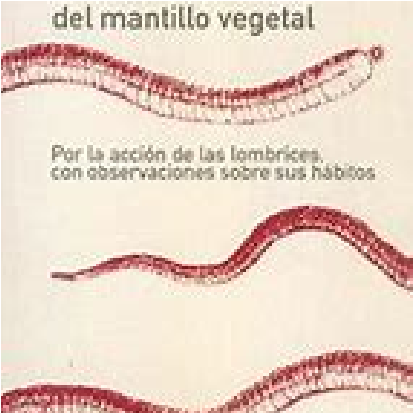 del mantillo vegetal
Por la acción de las lombrices,
con observaciones sobre sus hábitos